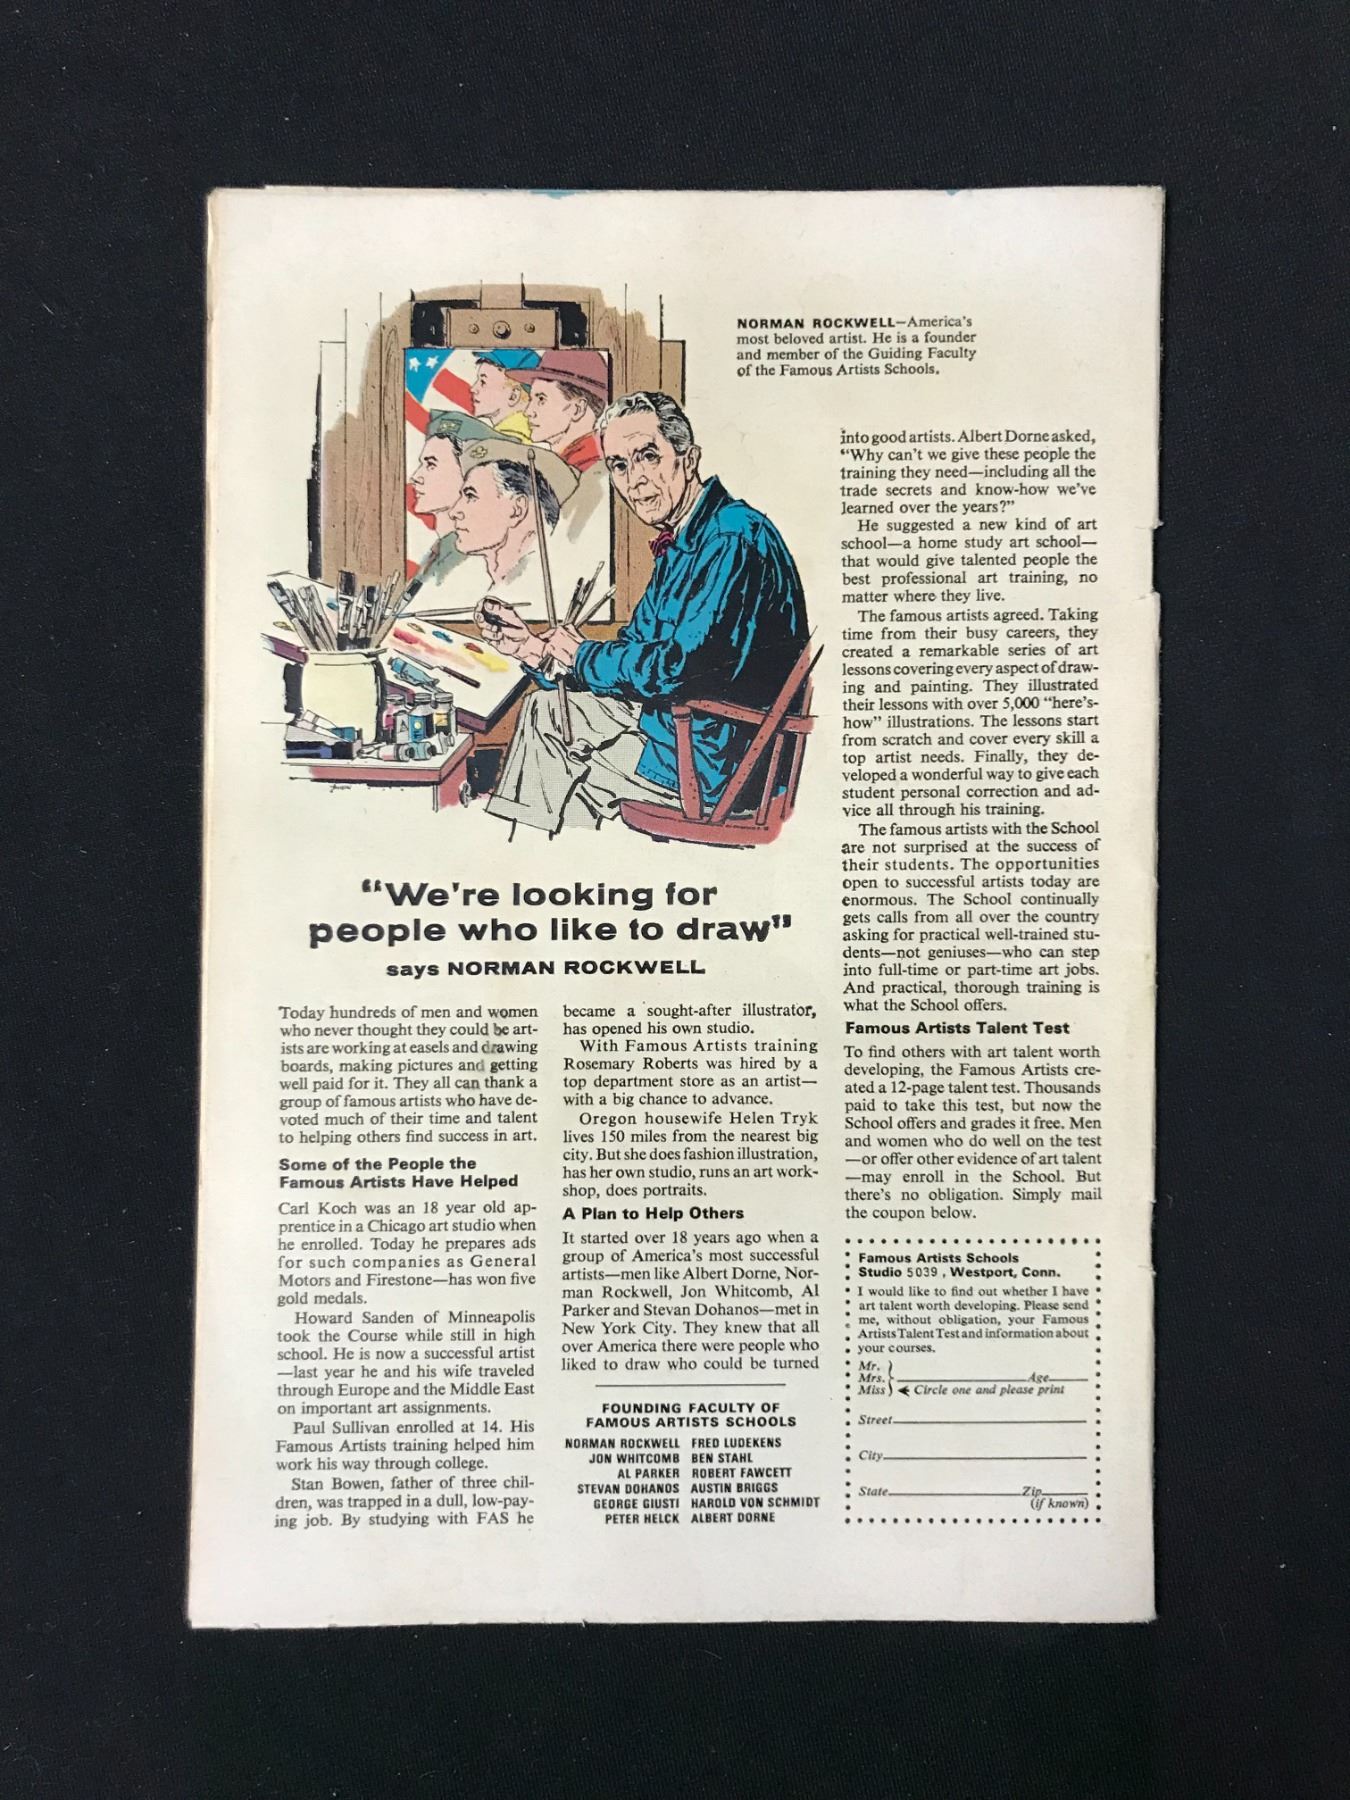 NORMAN ROCKWELL—America's
most beloved artist. He is a founder
and member of the Guiding Faculty
of the Famous Artists Schools.
"We're looking for
people who like to draw"
says NORMAN ROCKWELL
Today hundreds of men and women
who never thought they could be art-
ists are working at easels and drawing
boards, making pictures and getting
well paid for it. They all can thank a
group of famous artists who have de-
voted much of their time and talent
to helping others find success in art.
Some of the People the
Famous Artists Have Helped
Carl Koch was an 18 year old ap-
prentice in a Chicago art studio when
he enrolled. Today he prepares ads
for such companies as General
Motors and Firestone—has won five
gold medals.
Howard Sanden of Minneapolis
took the Course while still in high
school. He is now a successful artist
—last year he and his wife traveled
through Europe and the Middle East
on important art assignments.
Paul Sullivan enrolled at 14. His
Famous Artists training helped him
work his way through college.
Stan Bowen, father of three chil-
dren, was trapped in a dull, low-pay-
ing job. By studying with FAS he
became a sought-after illustrator,
has opened his own studio.
With Famous Artists training
Rosemary Roberts was hired by a
top department store as an artist—
with a big chance to advance.
Oregon housewife Helen Tryk
lives 150 miles from the nearest big
city. But she does fashion illustration,
has her own studio, runs an art work-
shop, does portraits.
A Plan to Help Others
It started over 18 years ago when a
group of America's most successful
artists—men like Albert Dorne, Nor-
man Rockwell, Jon Whitcomb, Al
Parker and Stevan Dohanos—met in
New York City. They knew that all
over America there were people who
liked to draw who could be turned
FOUNDING FACULTY OF
FAMOUS ARTISTS SCHOOLS
NORMAN ROCKWELL FRED LUDEKENS
JON WHITCOMB BEN STAHL
AL PARKER ROBERT FAWCETT
STEVAN DOHANOS AUSTIN BRIGGS
GEORGE GIUSTI HAROLD VON SCHMIDT
PETER HELCK ALBERT DORNE
into good artists. Albert Dorne asked,
"Why can't we give these people the
training they need—including all the
trade secrets and know-how we've
learned over the years?"
He suggested a new kind of art
school—a home study art school—
that would give talented people the
best professional art training, no
matter where they live.
The famous artists agreed. Taking
time from their busy careers, they
created a remarkable series of art
lessons covering every aspect of draw-
ing and painting. They illustrated
their lessons with over 5,000 "here's-
how" illustrations. The lessons start
from scratch and cover every skill a
top artist needs. Finally, they de-
veloped a wonderful way to give each
student personal correction and ad-
vice all through his training.
The famous artists with the School
are not surprised at the success of
their students. The opportunities
open to successful artists today are
enormous. The School continually
gets calls from all over the country
asking for practical well-trained stu-
dents—not geniuses—who can step
into full-time or part-time art jobs.
And practical, thorough training is
what the School offers.
Famous Artists Talent Test
To find others with art talent worth
developing, the Famous Artists cre-
ated a 12-page talent test. Thousands
paid to take this test, but now the
School offers and grades it free. Men
and women who do well on the test
—or offer other evidence of art talent
—may enroll in the School. But
there's no obligation. Simply mail
the coupon below.
Famous Artists Schools
Studio 5039, Westport, Conn.
I would like to find out whether I have
art talent worth developing. Please send
me, without obligation, your Famous
Artists Talent Test and information about
your courses.
Mr.
Mrs. Age
Miss Circle one and please print
Street
City
State Zip
(if known)